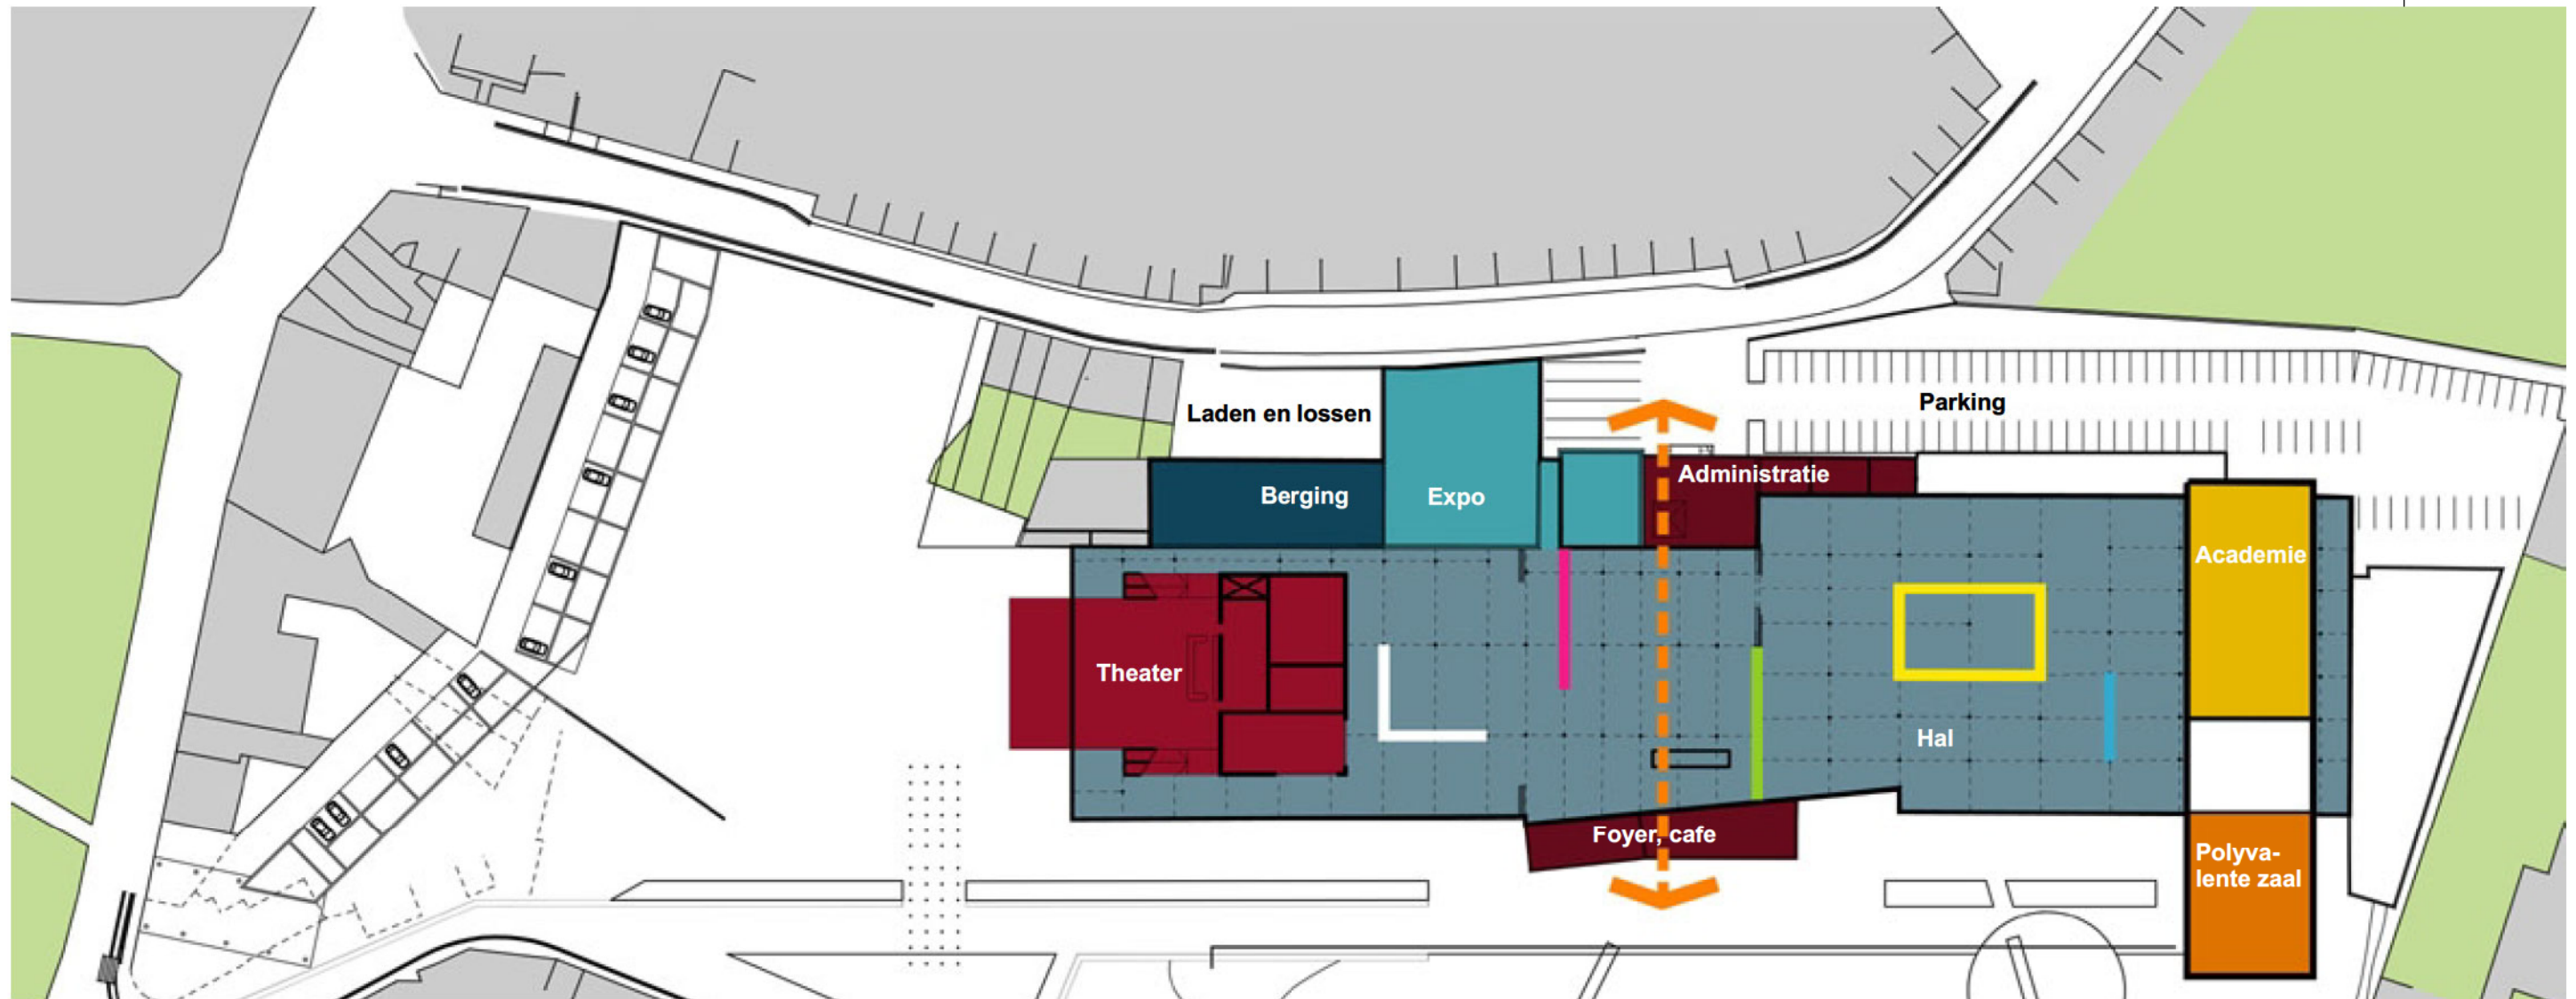 Laden en lossen
Parking
Administratie
Berging
Expo
Academie
Theater
Hal
Foyer, cafe
Polyva-
lente zaal